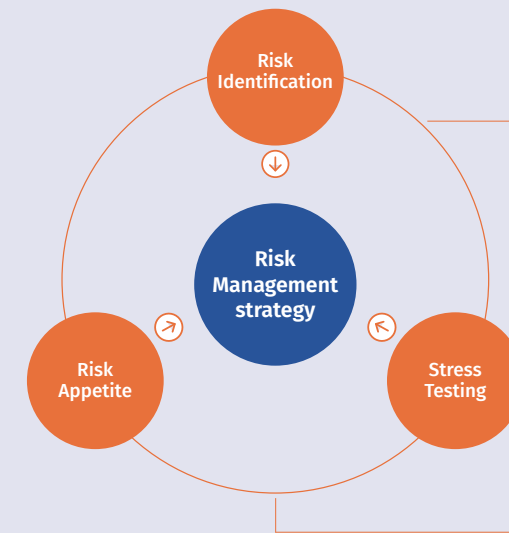 Risk
Identification
Risk
Management
strategy
Risk
Appetite
Stress
Testing